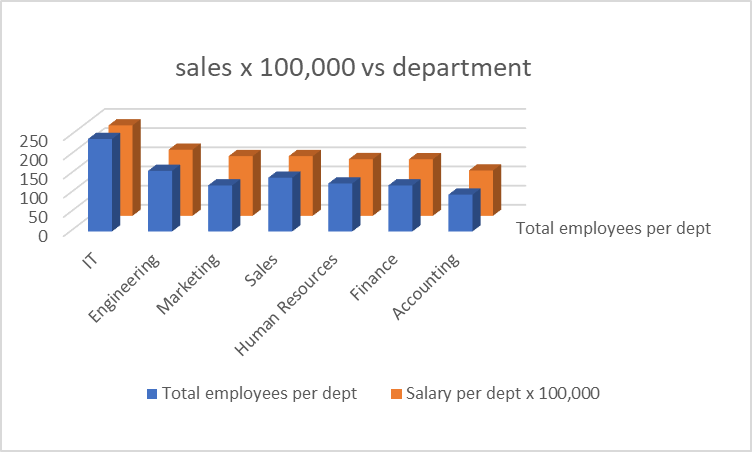 sales x 100,000 vs department
250
200
150
100
50
0
IT
Engineering
Marketing
Sales
Human Resources
Finance
Accounting
Total employees per dept
Total employees per dept
Salary per dept x 100,000